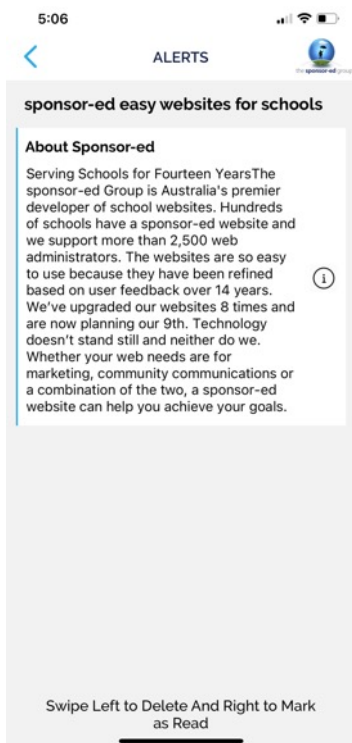 5:06
ALERTS
the sponsor-ed group
sponsor-ed easy websites for schools
About Sponsor-ed
Serving Schools for Fourteen YearsThe
sponsor-ed Group is Australia's premier
developer of school websites. Hundreds
of schools have a sponsor-ed website and
we support more than 2,500 web
administrators. The websites are so easy
to use because they have been refined
based on user feedback over 14 years.
We've upgraded our websites 8 times and
are now planning our 9th. Technology
doesn't stand still and neither do we.
Whether your web needs are for
marketing, community communications or
a combination of the two, a sponsor-ed
website can help you achieve your goals.
Swipe Left to Delete And Right to Mark
as Read